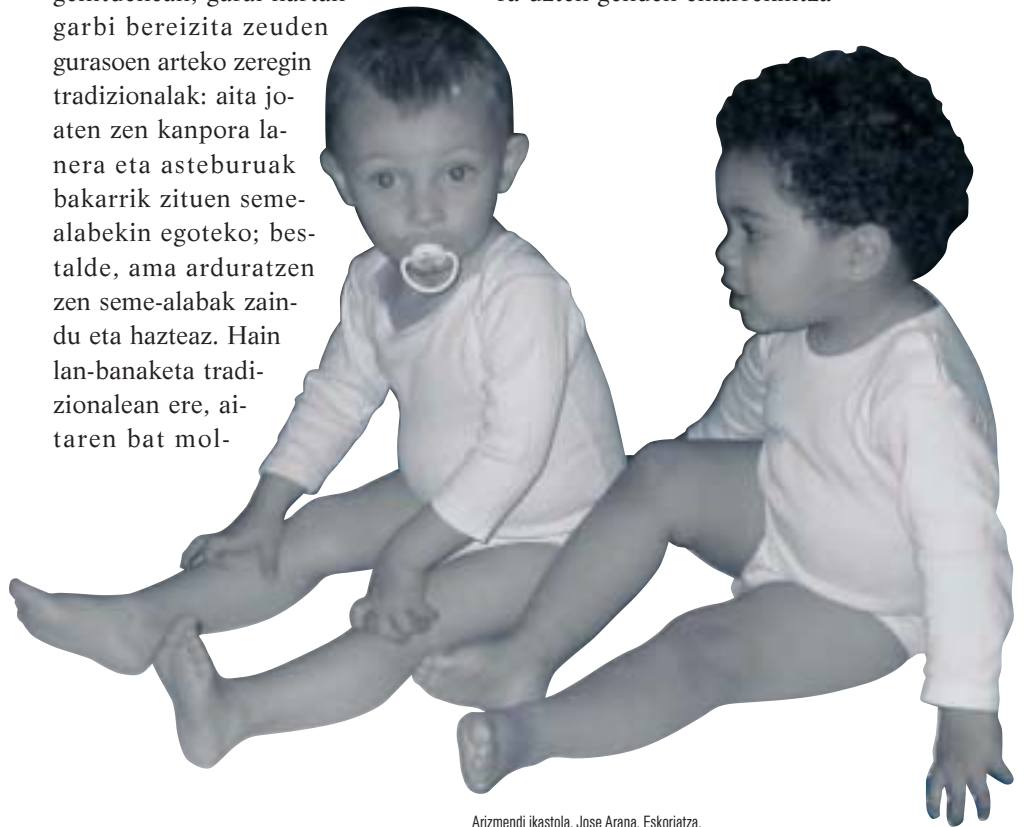 garbi bereizita zeuden
gurasoen arteko zeregin
tradizionalak: aita jo-
aten zen kanpora la-
nera eta asteburuak
bakarrik zituen seme-
alabekin egoteko; bes-
talde, ama arduratzen
zen seme-alabak zain-
du eta hazteaz. Hain
lan-banaketa tradi-
zionalean ere, ai-
taren bat mol-
Arizmendi ikastola. Jose Arana. Eskoriatza.